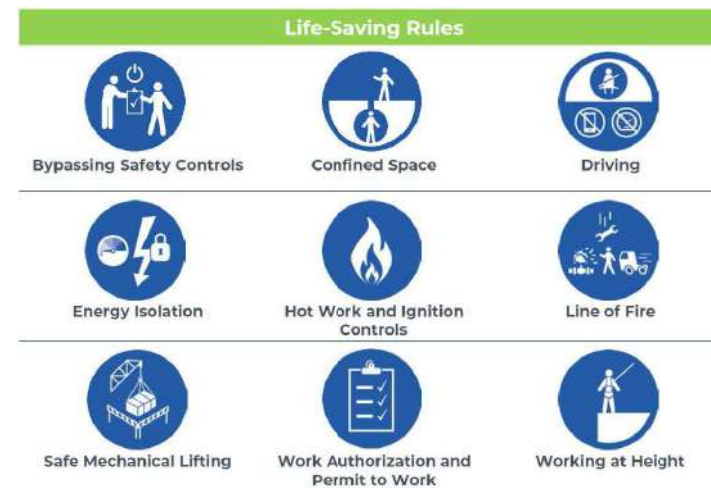 Life-Saving Rules
Bypassing Safety Controls
Confined Space
Driving
Energy Isolation
Hot Work and Ignition
Controls
Line of Fire
Safe Mechanical Lifting
Work Authorization and
Permit to Work
Working at Height